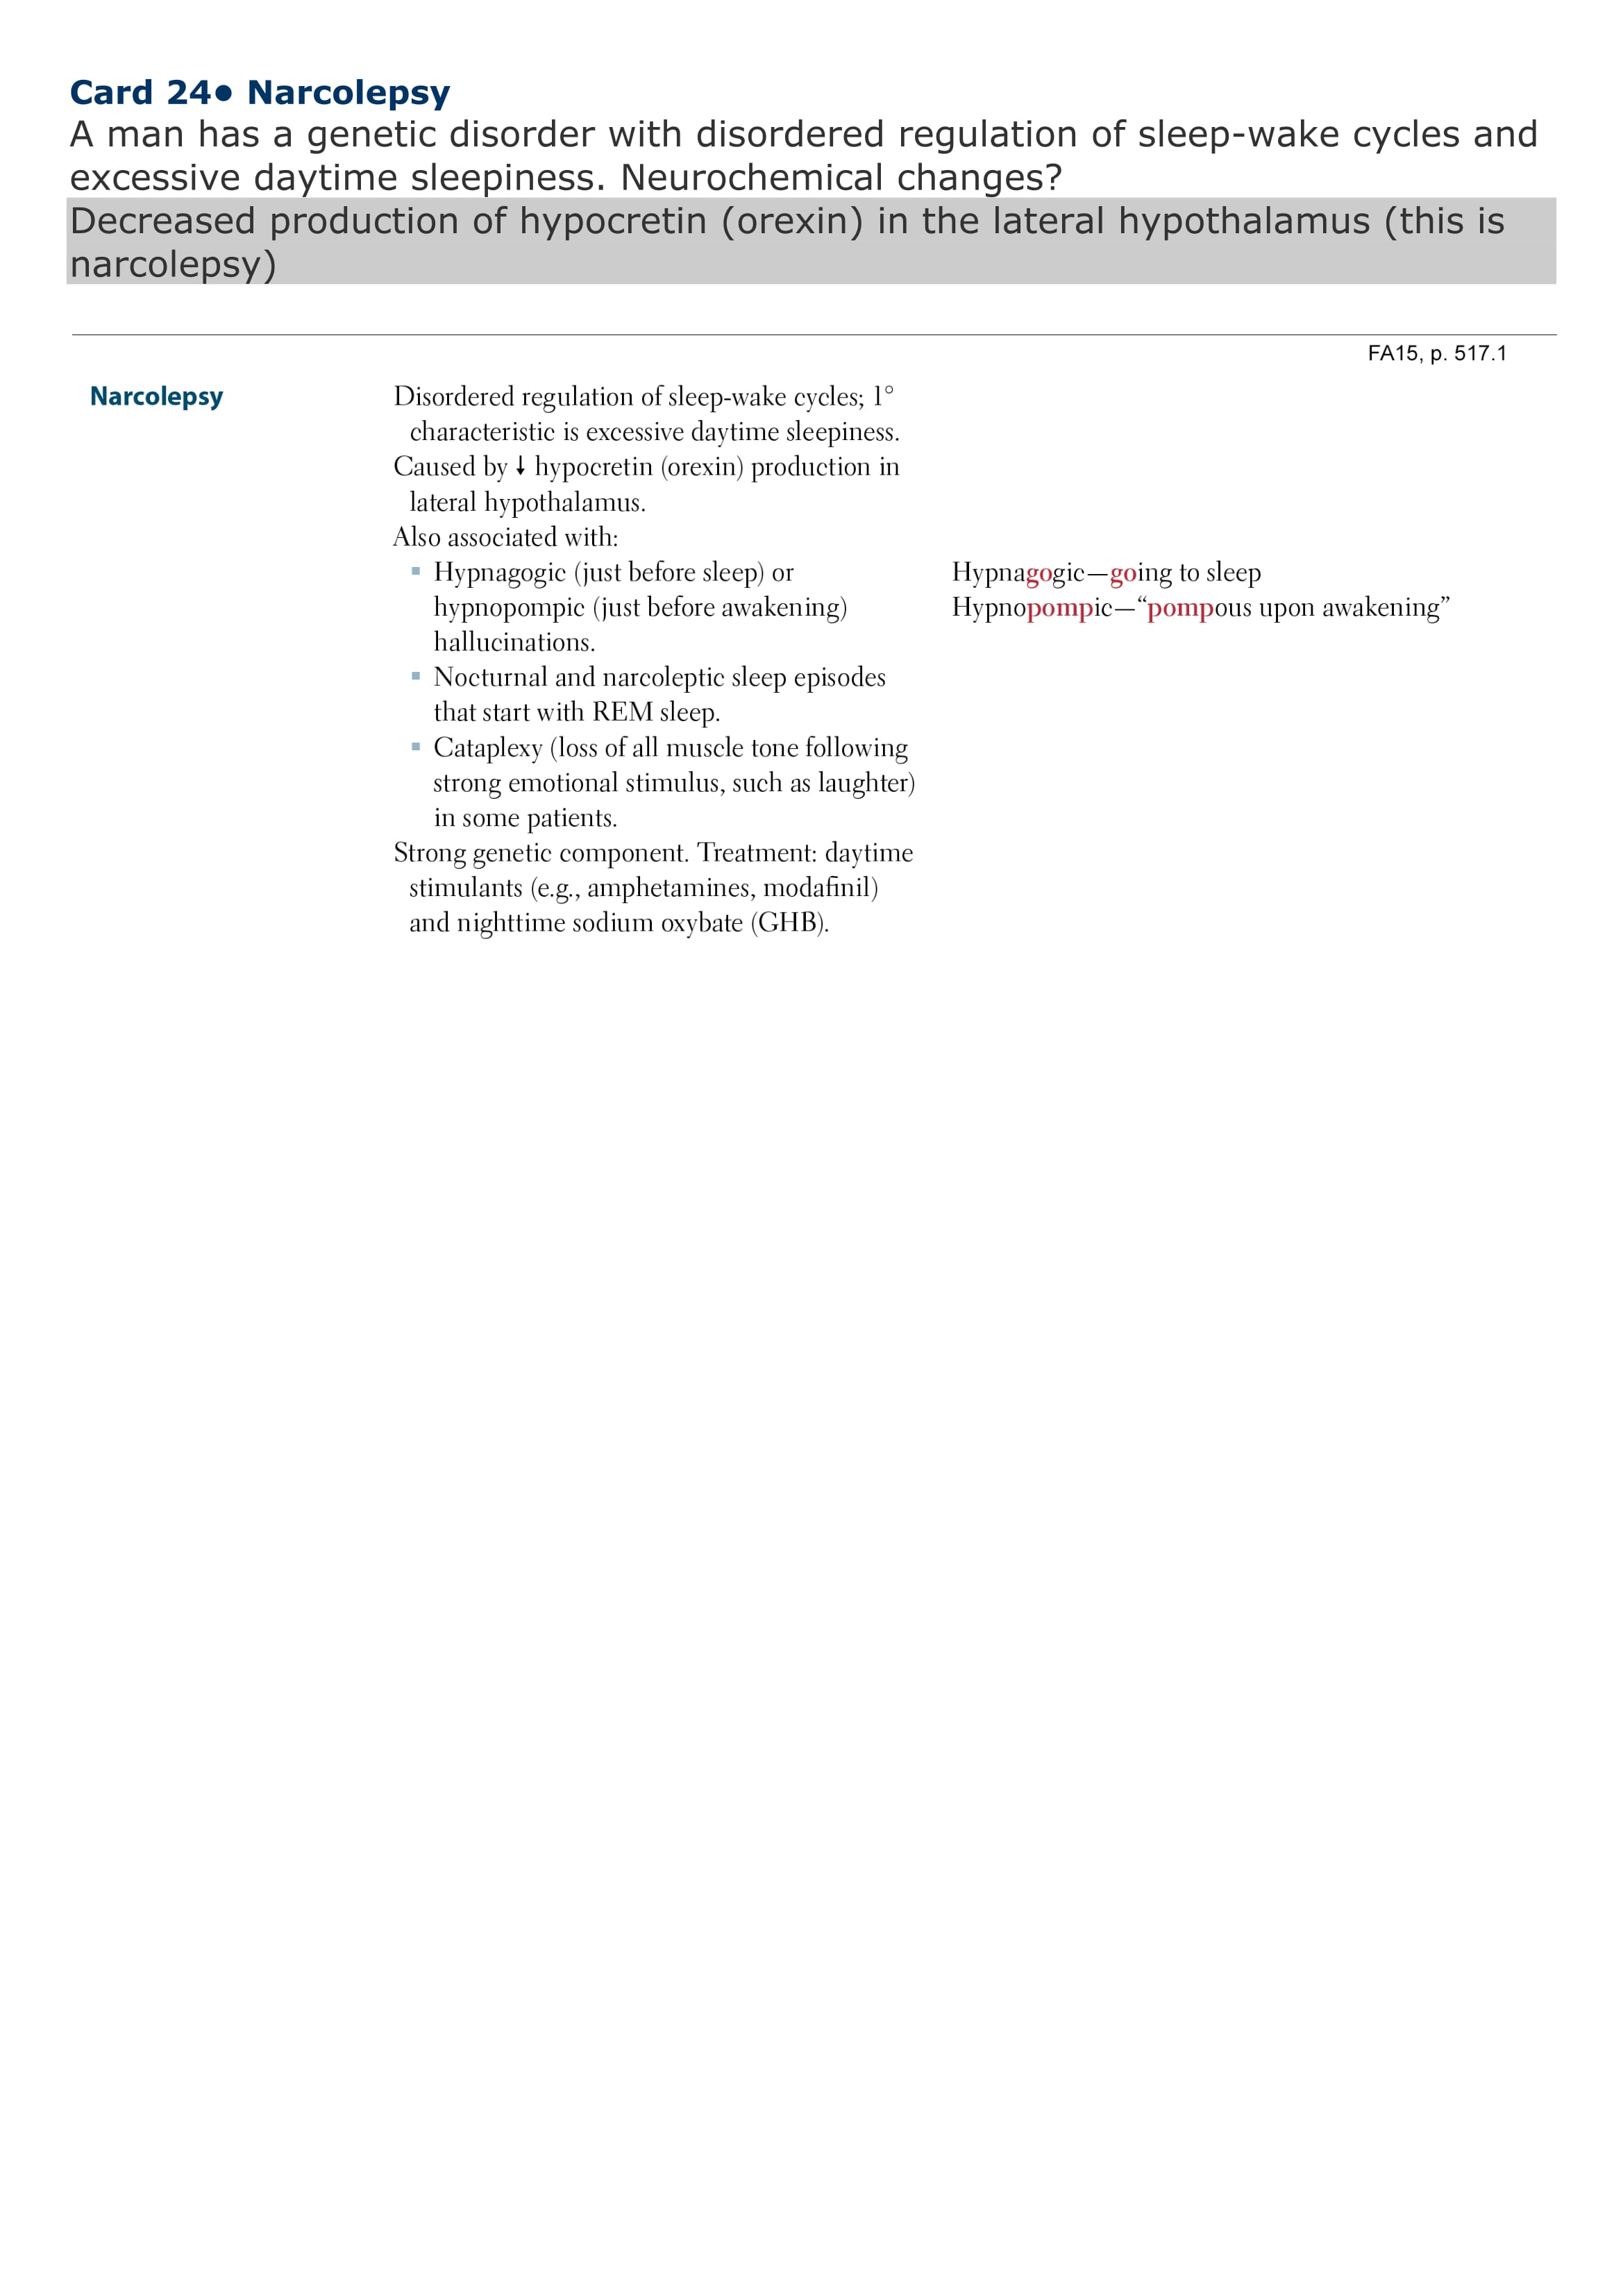 Card 24● Narcolepsy
A man has a genetic disorder with disordered regulation of sleep-wake cycles and
excessive daytime sleepiness. Neurochemical changes?
Decreased production of hypocretin (orexin) in the lateral hypothalamus (this is
narcolepsy)
FA15, p. 517.1
Narcolepsy
Disordered regulation of sleep-wake cycles; 1°
characteristic is excessive daytime sleepiness.
Caused by ↓ hypocretin (orexin) production in
lateral hypothalamus.
Also associated with:
▪ Hypnagogic (just before sleep) or
hypnopompic (just before awakening)
hallucinations.
▪ Nocturnal and narcoleptic sleep episodes
that start with REM sleep.
▪ Cataplexy (loss of all muscle tone following
strong emotional stimulus, such as laughter)
in some patients.
Strong genetic component. Treatment: daytime
stimulants (e.g., amphetamines, modafinil)
and nighttime sodium oxybate (GHB).
Hypnagogic—going to sleep
Hypnopompic—“pompous upon awakening”